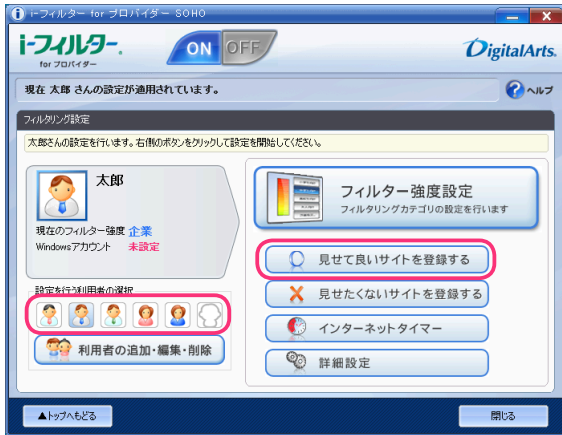 i-フィルター for プロバイダー SOHO
i-フィルター.
for プロバイダー
ON OFF
DigitalArts.
現在 太郎 さんの設定が適用されています。
? ヘルプ
フィルタリング設定
太郎さんの設定を行います。右側のボタンをクリックして設定を開始してください。
太郎
現在のフィルター強度 企業
Windowsアカウント 未設定
設定を行う利用者の選択
利用者の追加・編集・削除
フィルター強度設定
フィルタリングカテゴリの設定を行います
見せて良いサイトを登録する
見せたくないサイトを登録する
インターネットタイマー
詳細設定
▲トップへもどる
閉じる